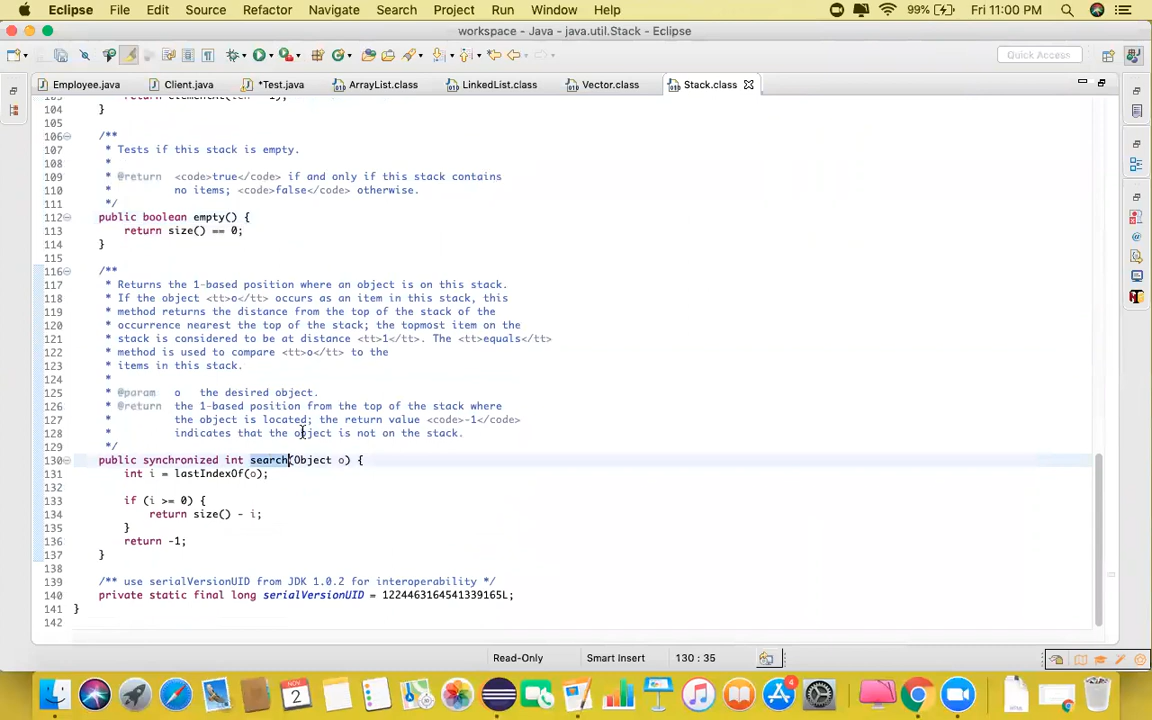 Eclipse File Edit Source Refactor Navigate Search Project Run Window Help 99% Fri 11:00 PM
workspace - Java - java.util.Stack - Eclipse
Quick Access
Employee.java Client.java *Test.java ArrayList.class LinkedList.class Vector.class Stack.class
104 }
105
106 /**
107 * Tests if this stack is empty.
108 *
109 * @return <code>true</code> if and only if this stack contains
110 * no items; <code>false</code> otherwise.
111 */
112 public boolean empty() {
113 return size() == 0;
114 }
115
116 /**
117 * Returns the 1-based position where an object is on this stack.
118 * If the object <tt>o</tt> occurs as an item in this stack, this
119 * method returns the distance from the top of the stack of the
120 * occurrence nearest the top of the stack; the topmost item on the
121 * stack is considered to be at distance <tt>1</tt>. The <tt>equals</tt>
122 * method is used to compare <tt>o</tt> to the
123 * items in this stack.
124 *
125 * @param o the desired object.
126 * @return the 1-based position from the top of the stack where
127 * the object is located; the return value <code>-1</code>
128 * indicates that the object is not on the stack.
129 */
130 public synchronized int search(Object o) {
131 int i = lastIndexOf(o);
132
133 if (i >= 0) {
134 return size() - i;
135 }
136 return -1;
137 }
138
139 /** use serialVersionUID from JDK 1.0.2 for interoperability */
140 private static final long serialVersionUID = 1224463164541339165L;
141 }
142
Read-Only Smart Insert 130 : 35
NOV
2
4